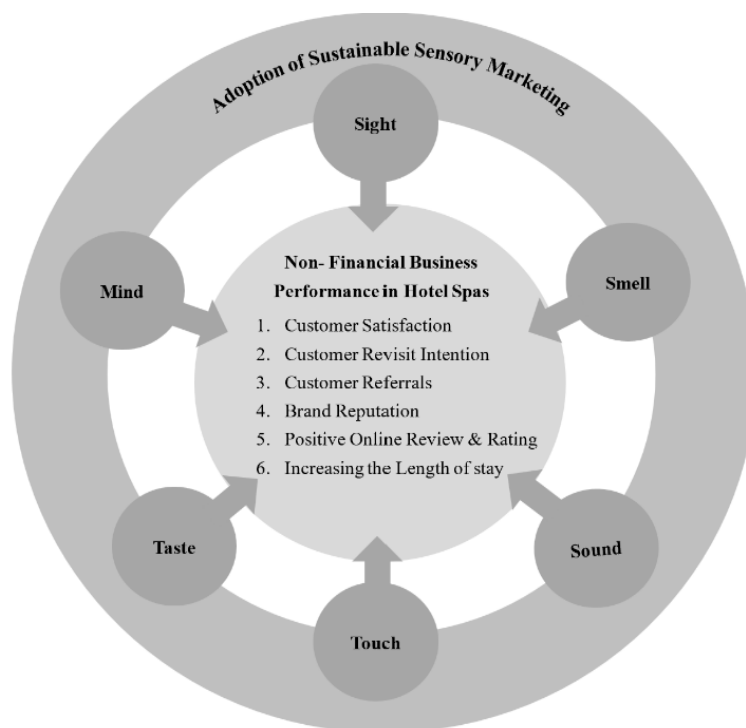 Adoption of Sustainable Sensory Marketing
Sight
Smell
Sound
Touch
Taste
Mind
Non- Financial Business
Performance in Hotel Spas
1. Customer Satisfaction
2. Customer Revisit Intention
3. Customer Referrals
4. Brand Reputation
5. Positive Online Review & Rating
6. Increasing the Length of stay